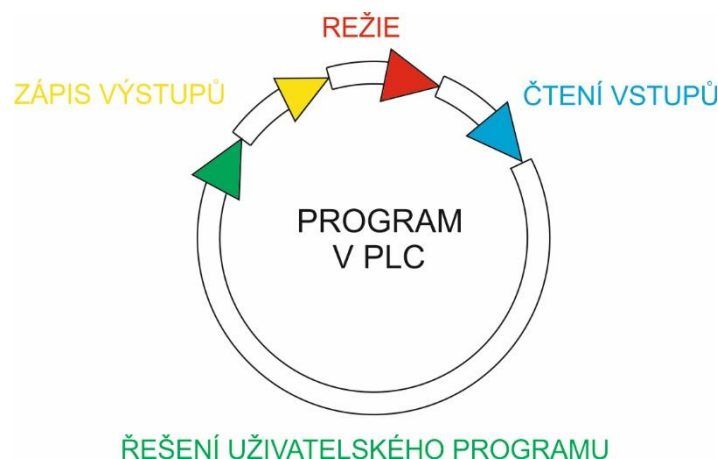 REŽIE
ZÁPIS VÝSTUPŮ
ČTENÍ VSTUPŮ
PROGRAM
V PLC
ŘEŠENÍ UŽIVATELSKÉHO PROGRAMU